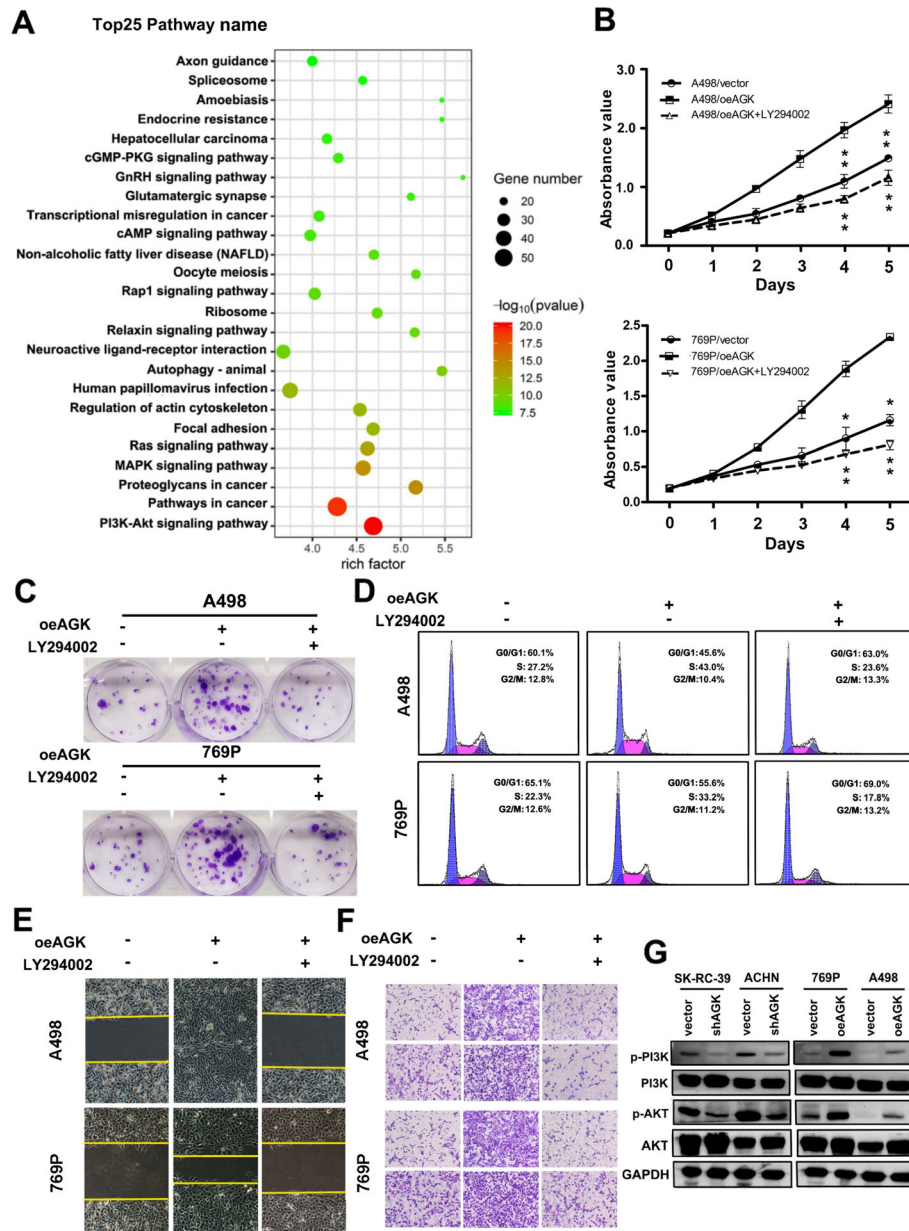 A
Top25 Pathway name
Axon guidance
Spliceosome
Amoebiasis
Endocrine resistance
Hepatocellular carcinoma
cGMP-PKG signaling pathway
GnRH signaling pathway
Glutamatergic synapse
Transcriptional misregulation in cancer
cAMP signaling pathway
Non-alcoholic fatty liver disease (NAFLD)
Oocyte meiosis
Rap1 signaling pathway
Ribosome
Relaxin signaling pathway
Neuroactive ligand-receptor interaction
Autophagy - animal
Human papillomavirus infection
Regulation of actin cytoskeleton
Focal adhesion
Ras signaling pathway
MAPK signaling pathway
Proteoglycans in cancer
Pathways in cancer
PI3K-Akt signaling pathway
4.0 4.5 5.0 5.5
rich factor
Gene number
20
30
40
50
−log10(pvalue)
20.0
17.5
15.0
12.5
10.0
7.5
B
A498/vector
A498/oeAGK
A498/oeAGK+LY294002
Absorbance value
3.0
2.0
1.0
0.0
* *
* *
* *
* *
0 1 2 3 4 5
Days
769P/vector
769P/oeAGK
769P/oeAGK+LY294002
Absorbance value
2.5
2.0
1.5
1.0
0.5
0.0
* *
* *
* *
0 1 2 3 4 5
Days
C
A498
oeAGK - + +
LY294002 - - +
769P
oeAGK - + +
LY294002 - - +
D
oeAGK - + +
LY294002 - - +
A498
G0/G1: 60.1%
S: 27.2%
G2/M: 12.8%
G0/G1: 45.6%
S: 43.0%
G2/M: 10.4%
G0/G1: 63.0%
S: 23.6%
G2/M: 13.3%
769P
G0/G1: 65.1%
S: 22.3%
G2/M: 12.6%
G0/G1: 55.6%
S: 33.2%
G2/M: 11.2%
G0/G1: 69.0%
S: 17.8%
G2/M: 13.2%
E
oeAGK - + +
LY294002 - - +
A498
769P
F
oeAGK - + +
LY294002 - - +
A498
769P
G
SK-RC-39 ACHN 769P A498
vector shAGK vector shAGK vector oeAGK vector oeAGK
p-PI3K
PI3K
p-AKT
AKT
GAPDH